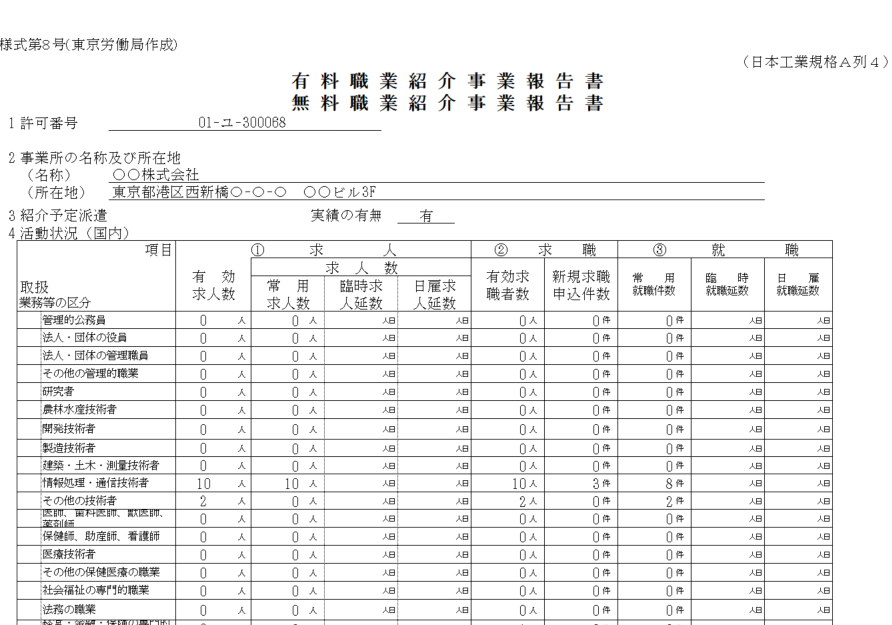 様式第8号(東京労働局作成)
（日本工業規格Ａ列４）
有料職業紹介事業報告書
無料職業紹介事業報告書
1 許可番号 01-ユ-300068
2 事業所の名称及び所在地
（名称） ○○株式会社
（所在地） 東京都港区西新橋○-○-○ ○○ビル3F
3 紹介予定派遣 実績の有無 有
4 活動状況（国内）
項目 ① 求 人 ② 求 職 ③ 就 職
取扱業務等の区分 有効求人数 求人数 常用求人数 臨時求人延数 日雇求人延数 有効求職者数 新規求職申込件数 常用就職件数 臨時就職延数 日雇就職延数
管理的公務員 0 人 0 人 人日 人日 0 人 0 件 0 件 人日 人日
法人・団体の役員 0 人 0 人 人日 人日 0 人 0 件 0 件 人日 人日
法人・団体の管理職員 0 人 0 人 人日 人日 0 人 0 件 0 件 人日 人日
その他の管理的職業 0 人 0 人 人日 人日 0 人 0 件 0 件 人日 人日
研究者 0 人 0 人 人日 人日 0 人 0 件 0 件 人日 人日
農林水産技術者 0 人 0 人 人日 人日 0 人 0 件 0 件 人日 人日
開発技術者 0 人 0 人 人日 人日 0 人 0 件 0 件 人日 人日
製造技術者 0 人 0 人 人日 人日 0 人 0 件 0 件 人日 人日
建築・土木・測量技術者 0 人 0 人 人日 人日 0 人 0 件 0 件 人日 人日
情報処理・通信技術者 10 人 10 人 人日 人日 10 人 3 件 8 件 人日 人日
その他の技術者 2 人 0 人 人日 人日 2 人 0 件 2 件 人日 人日
医師、歯科医師、獣医師、薬剤師 0 人 0 人 人日 人日 0 人 0 件 0 件 人日 人日
保健師、助産師、看護師 0 人 0 人 人日 人日 0 人 0 件 0 件 人日 人日
医療技術者 0 人 0 人 人日 人日 0 人 0 件 0 件 人日 人日
その他の保健医療の職業 0 人 0 人 人日 人日 0 人 0 件 0 件 人日 人日
社会福祉の専門的職業 0 人 0 人 人日 人日 0 人 0 件 0 件 人日 人日
法務の職業 0 人 0 人 人日 人日 0 人 0 件 0 件 人日 人日